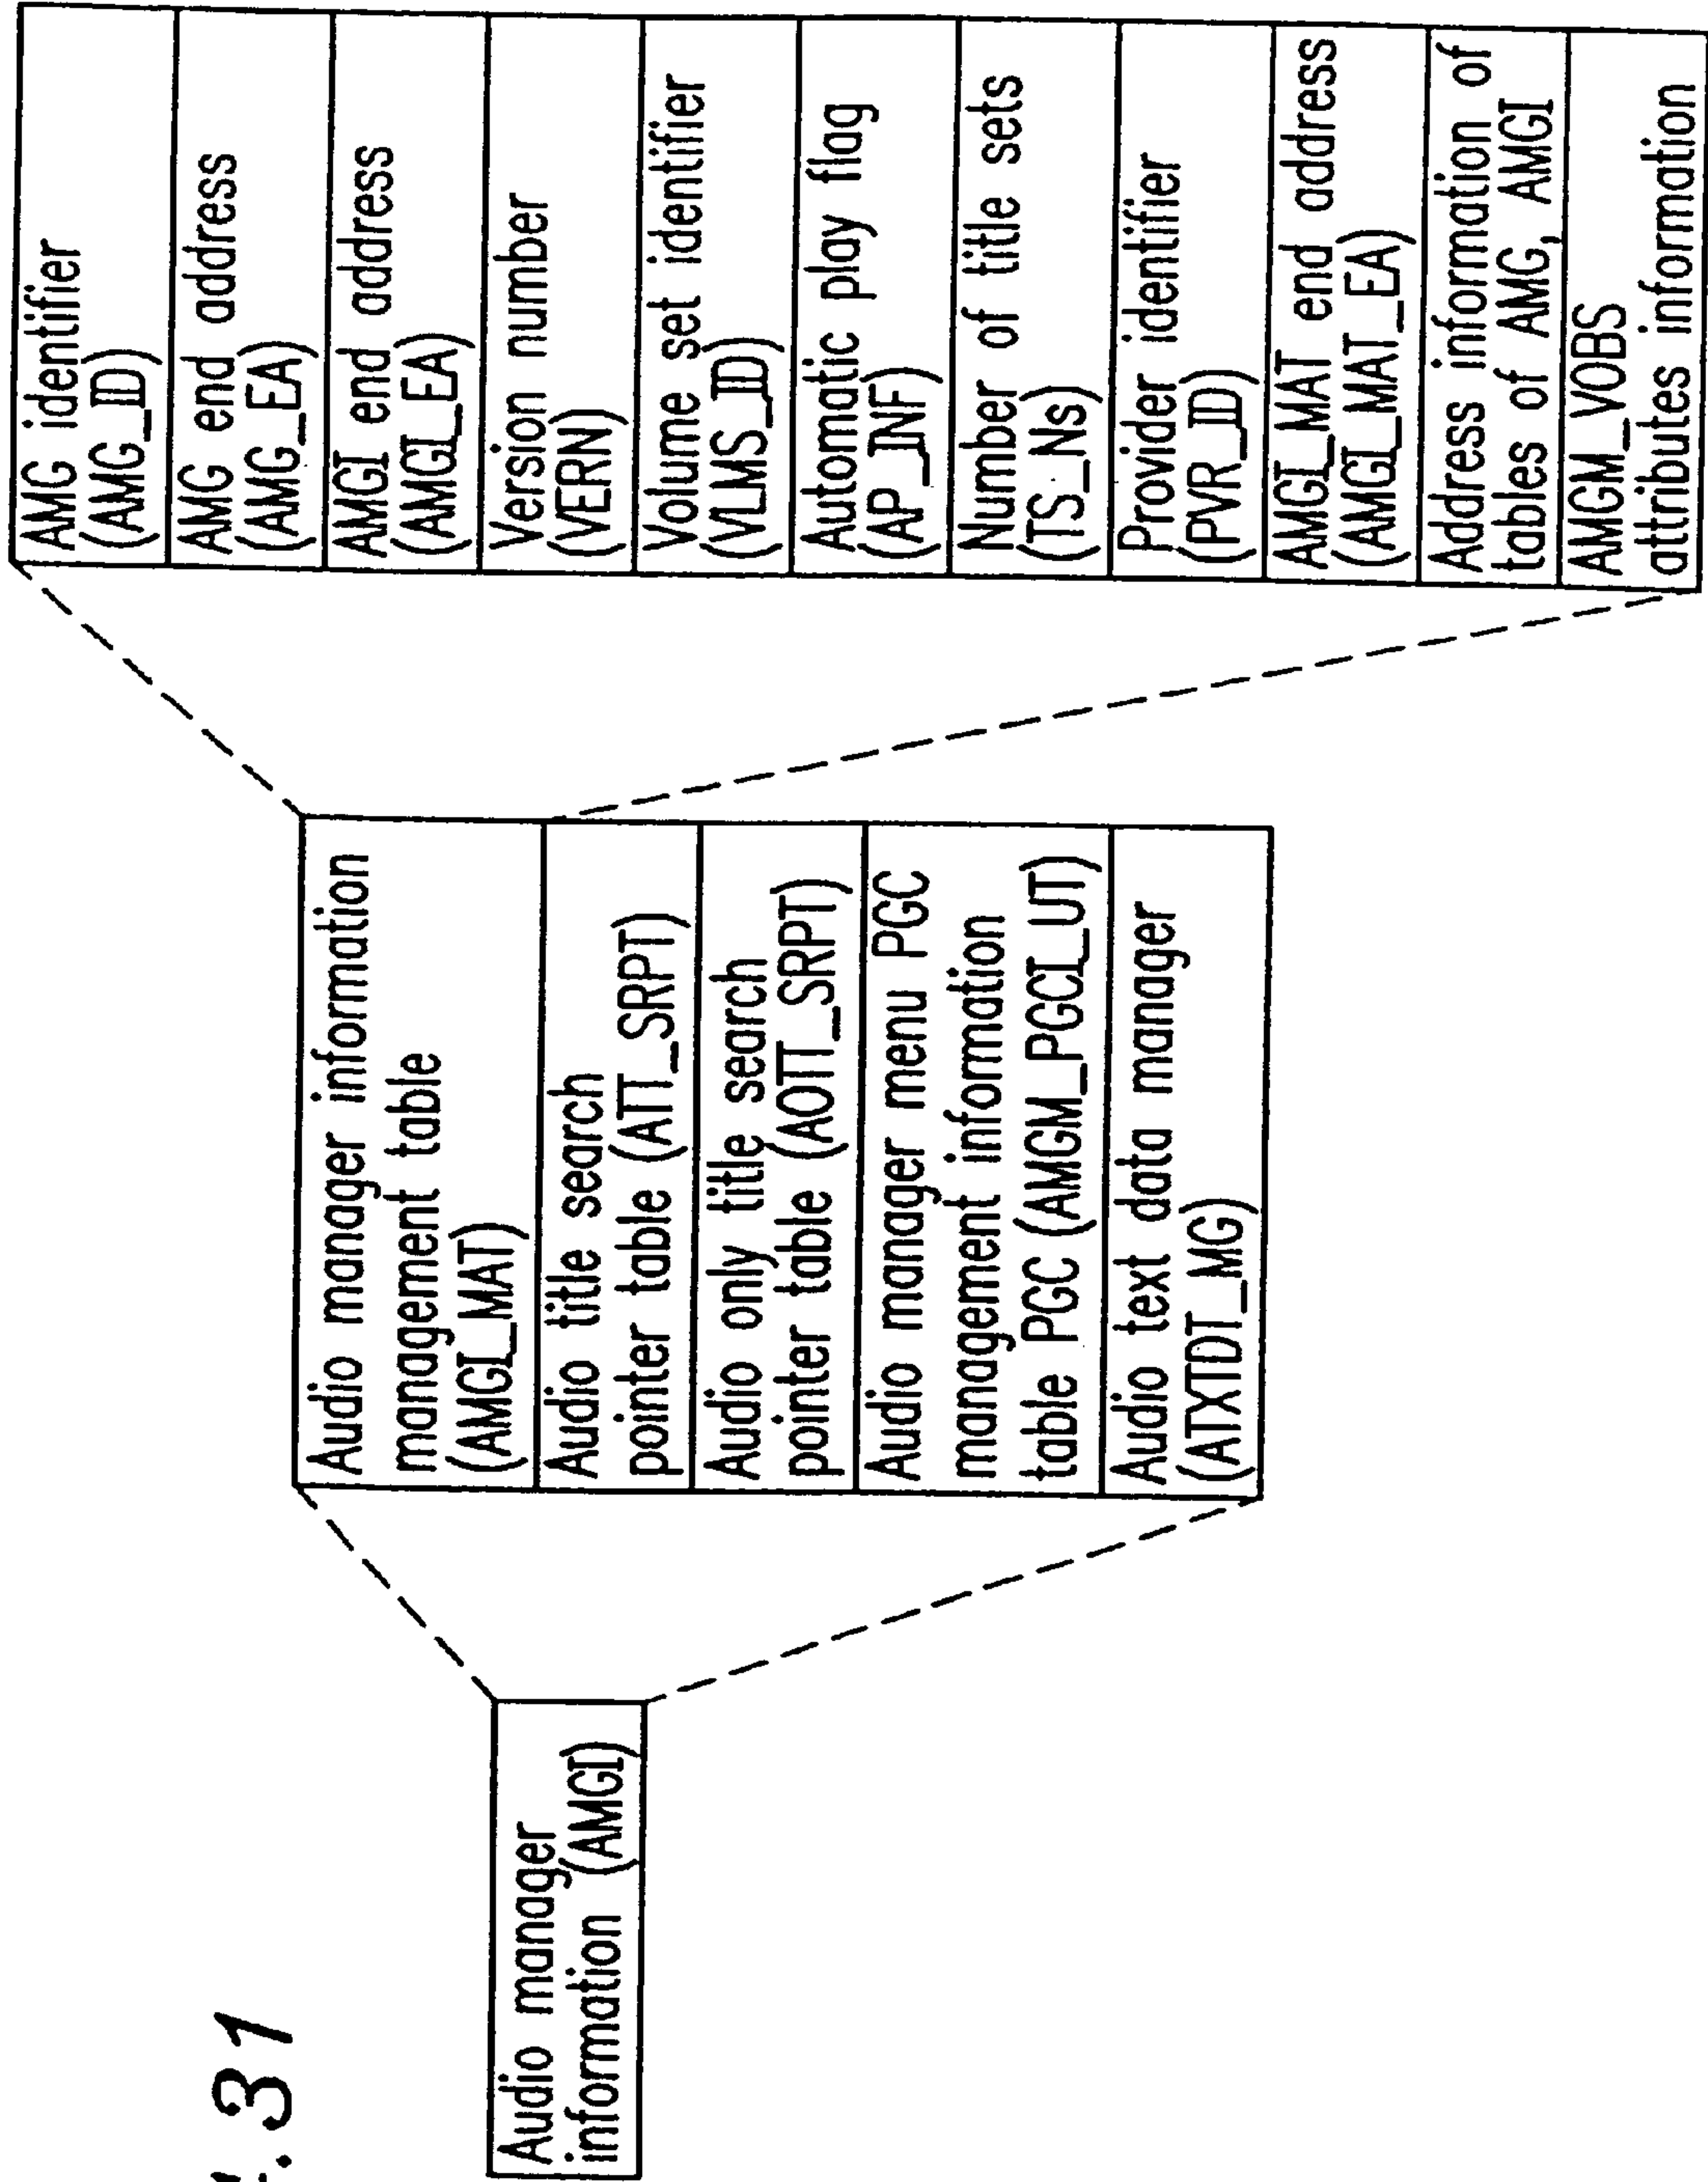 .31
Audio manager
information (AMGI)
Audio manager information
management table
(AMGI_MAT)
Audio title search
pointer table (ATT_SRPT)
Audio only title search
pointer table (AOTT_SRPT)
Audio manager menu PGC
management information
table PGC (AMGM_PGCI_UT)
Audio text data manager
(ATXTDT_MG)
AMG identifier
(AMG_ID)
AMG end address
(AMG_EA)
AMGI end address
(AMGI_EA)
Version number
(VERN)
Volume set identifier
(VLMS_ID)
Automatic play flag
(AP_INF)
Number of title sets
(TS_Ns)
Provider identifier
(PVR_ID)
AMGI_MAT end address
(AMGI_MAT_EA)
Address information of
tables of AMG, AMGI
AMGM_VOBS
attributes information